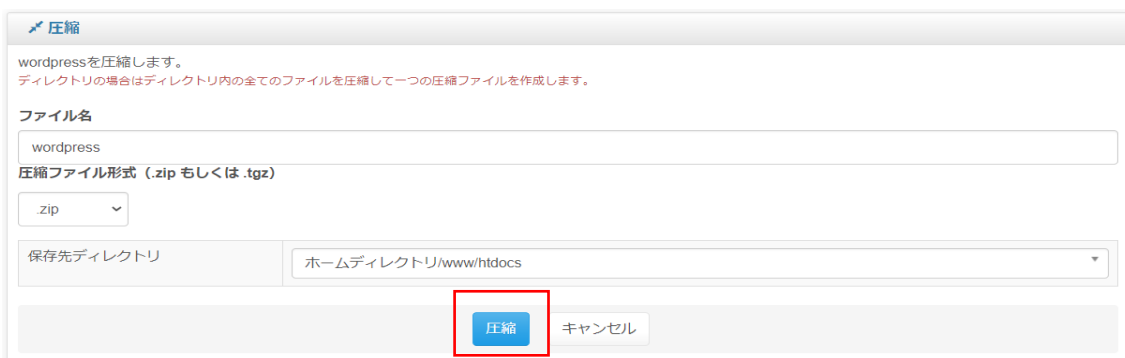 圧縮
wordpressを圧縮します。
ディレクトリの場合はディレクトリ内の全てのファイルを圧縮して一つの圧縮ファイルを作成します。
ファイル名
wordpress
圧縮ファイル形式（.zip もしくは .tgz）
.zip
保存先ディレクトリ
ホームディレクトリ/www/htdocs
圧縮
キャンセル